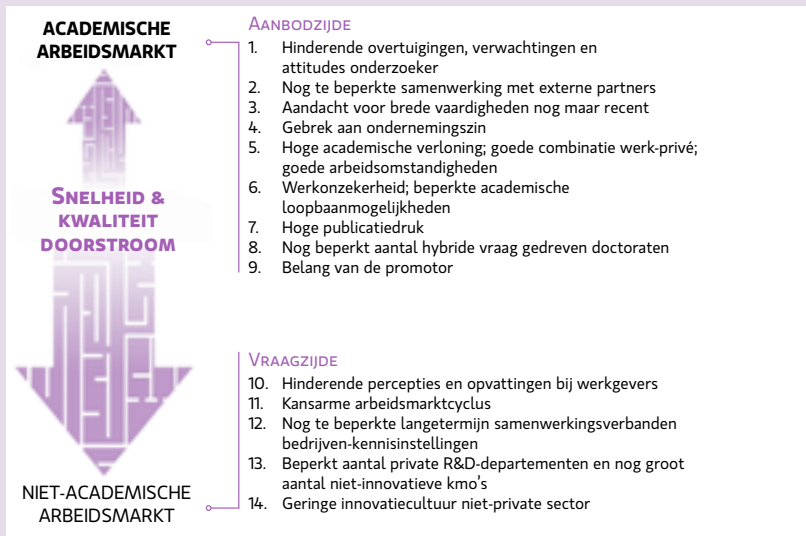 ACADEMISCHE
ARBEIDSMARKT
SNELHEID &
KWALITEIT
DOORSTROOM
NIET-ACADEMISCHE
ARBEIDSMARKT
AANBODZIJDE
1. Hinderende overtuigingen, verwachtingen en
attitudes onderzoeker
2. Nog te beperkte samenwerking met externe partners
3. Aandacht voor brede vaardigheden nog maar recent
4. Gebrek aan ondernemingszin
5. Hoge academische verloning; goede combinatie werk-privé;
goede arbeidsomstandigheden
6. Werkonzekerheid; beperkte academische
loopbaanmogelijkheden
7. Hoge publicatiedruk
8. Nog beperkt aantal hybride vraag gedreven doctoraten
9. Belang van de promotor
VRAAGZIJDE
10. Hinderende percepties en opvattingen bij werkgevers
11. Kansarme arbeidsmarktcyclus
12. Nog te beperkte langetermijn samenwerkingsverbanden
bedrijven-kennisinstellingen
13. Beperkt aantal private R&D-departementen en nog groot
aantal niet-innovatieve kmo's
14. Geringe innovatiecultuur niet-private sector